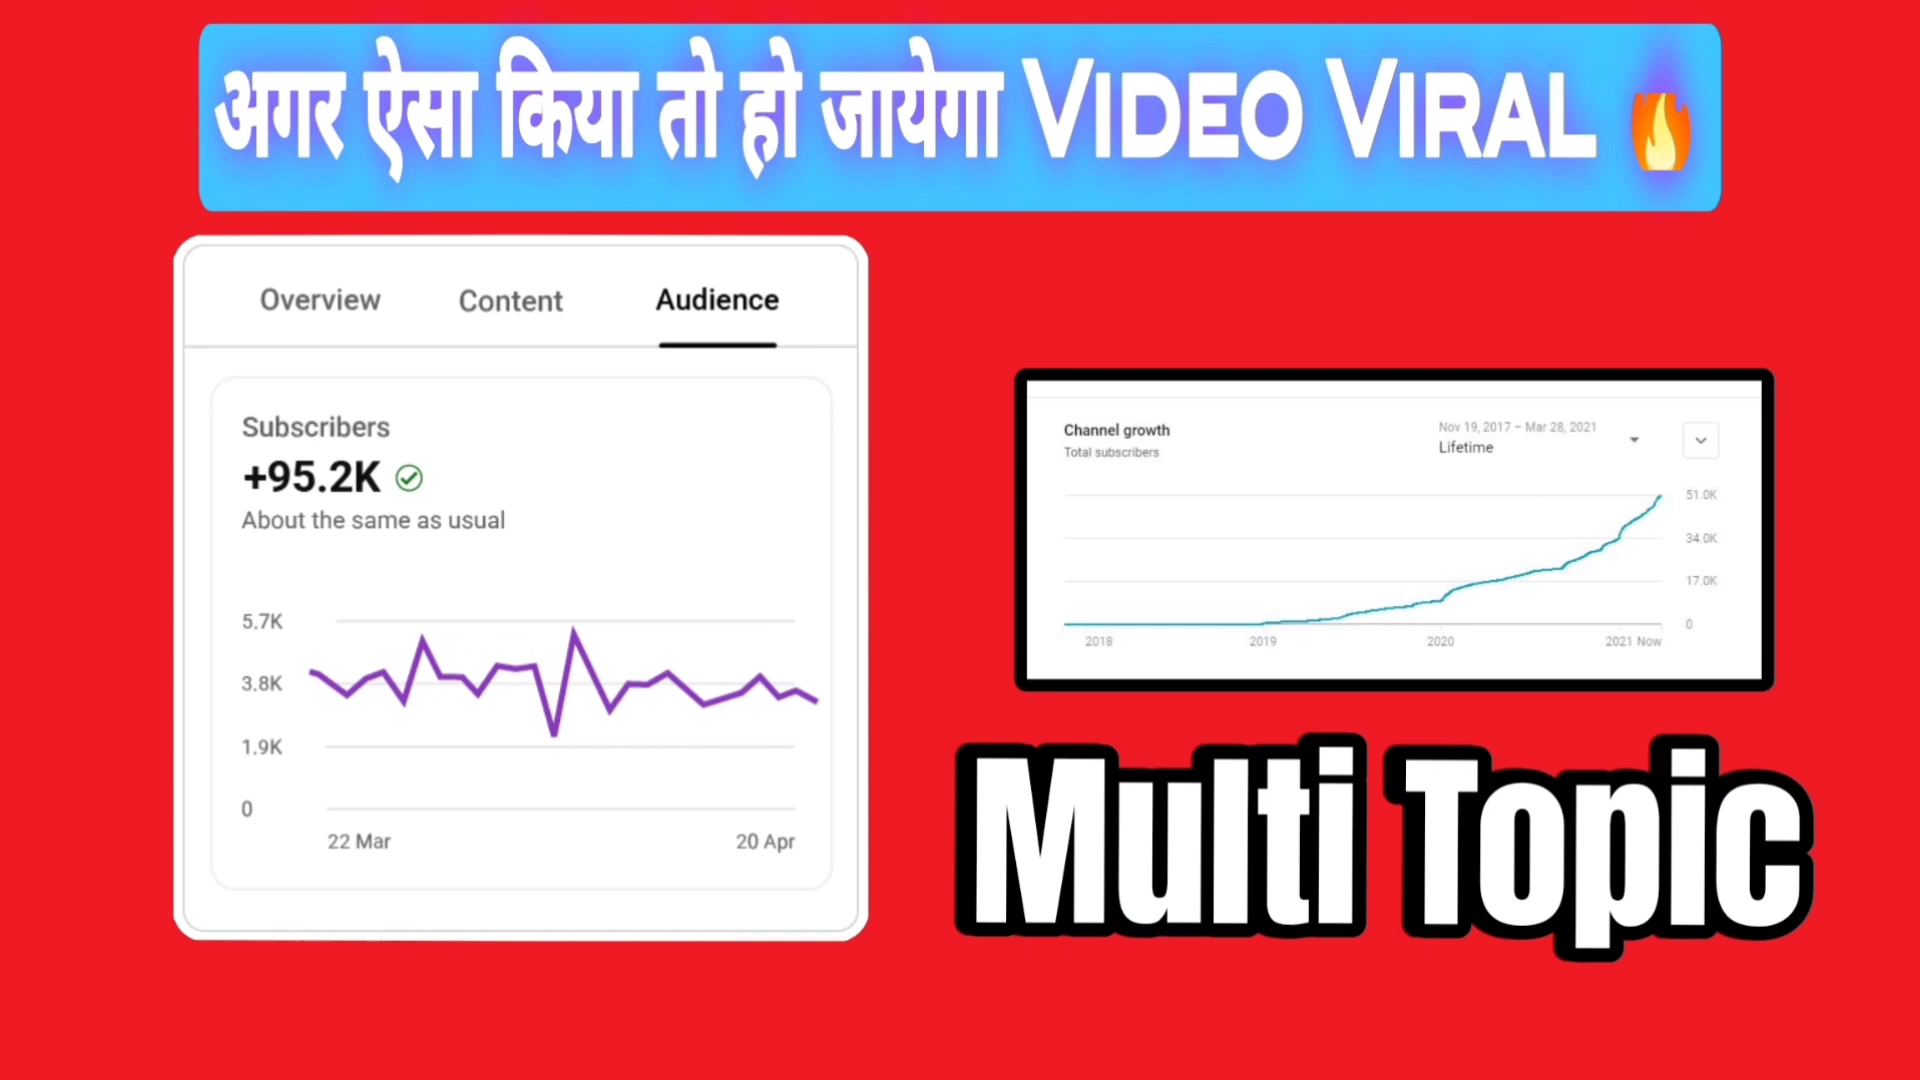 अगर ऐसा किया तो हो जायेगा VIDEO VIRAL 🔥
Overview Content Audience
Subscribers
+95.2K
About the same as usual
5.7K
3.8K
1.9K
0
22 Mar 20 Apr
Channel growth
Total subscribers
Nov 19, 2017 – Mar 28, 2021
Lifetime
51.0K
34.0K
17.0K
0
2018 2019 2020 2021 Now
Multi Topic